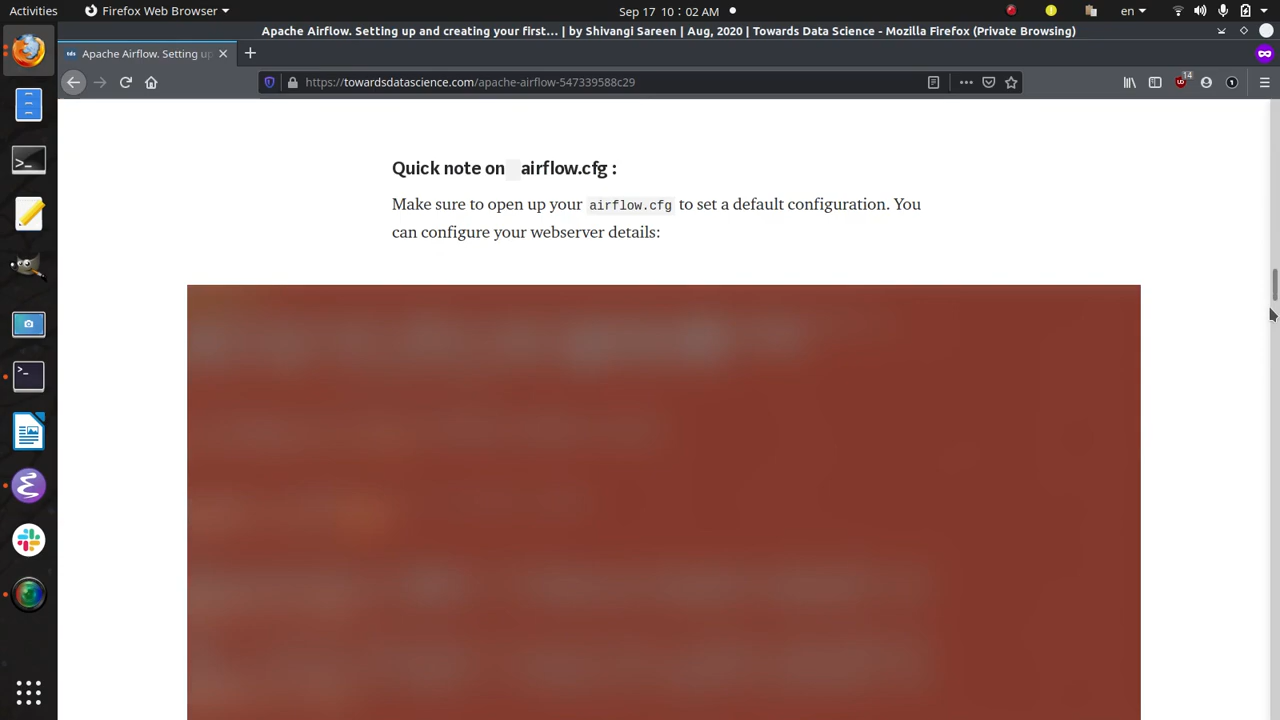 Activities
Firefox Web Browser
Sep 17 10 : 02 AM
en
Apache Airflow. Setting up and creating your first... | by Shivangi Sareen | Aug, 2020 | Towards Data Science - Mozilla Firefox (Private Browsing)
Apache Airflow. Setting up
https://towardsdatascience.com/apache-airflow-547339588c29
14
Quick note on airflow.cfg :
Make sure to open up your airflow.cfg to set a default configuration. You
can configure your webserver details: